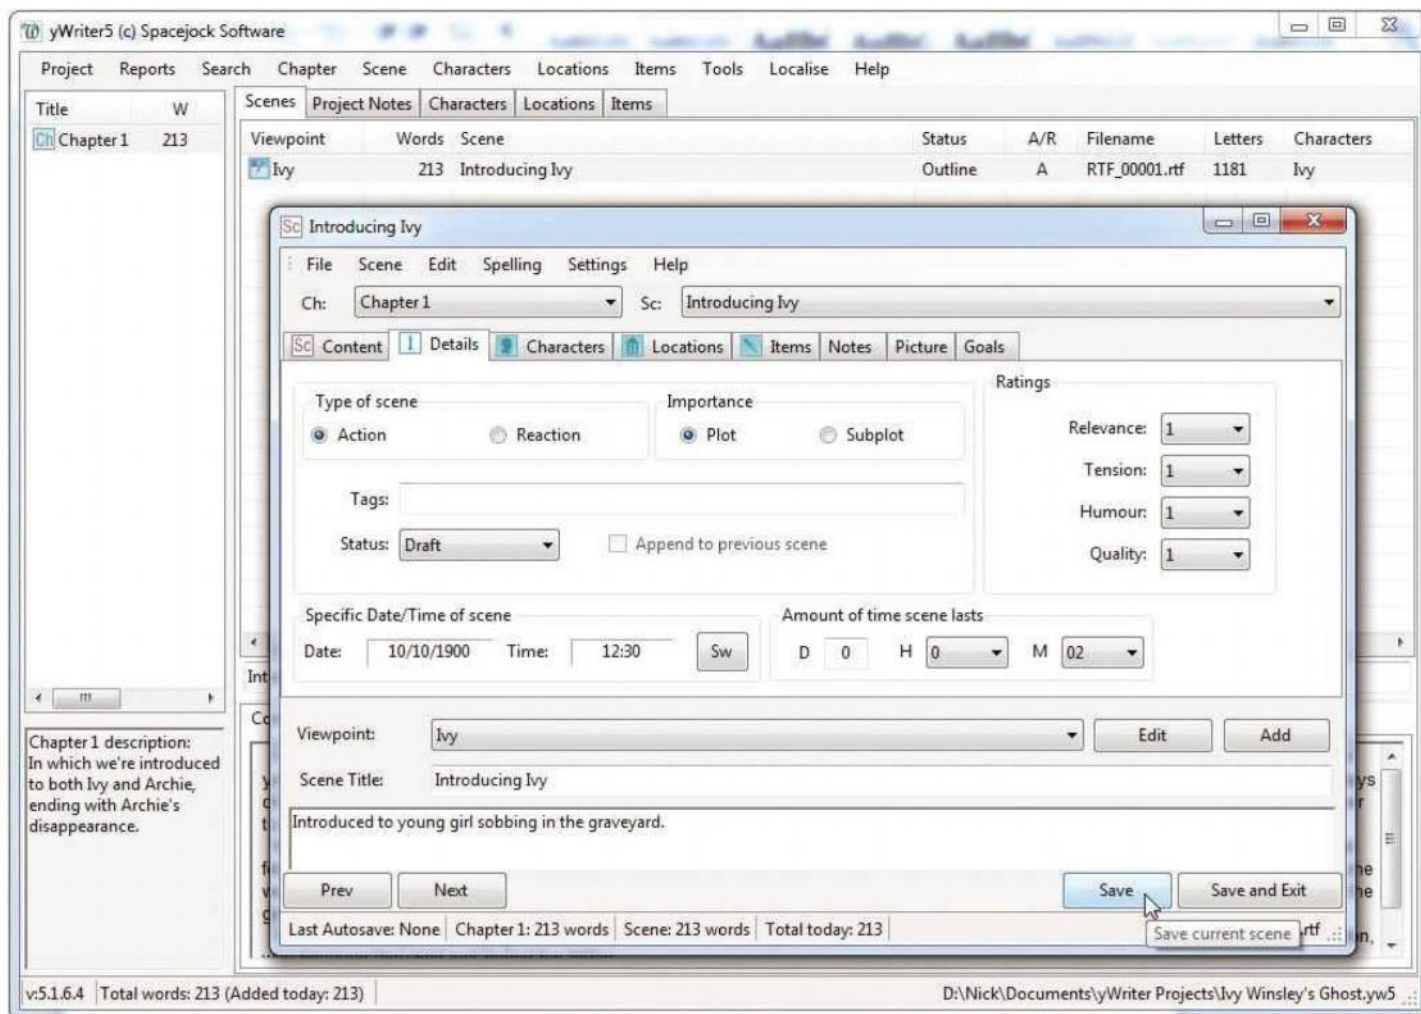 yWriter5 (c) Spacejock Software
Project Reports Search Chapter Scene Characters Locations Items Tools Localise Help
Title W
Ch Chapter 1 213
Scenes Project Notes Characters Locations Items
Viewpoint Words Scene Status A/R Filename Letters Characters
Ivy 213 Introducing Ivy Outline A RTF_00001.rtf 1181 Ivy
Sc Introducing Ivy
File Scene Edit Spelling Settings Help
Ch: Chapter 1 Sc: Introducing Ivy
Sc Content Details Characters Locations Items Notes Picture Goals
Type of scene Importance Ratings
Action Reaction Plot Subplot
Relevance: 1
Tension: 1
Humour: 1
Quality: 1
Tags:
Status: Draft Append to previous scene
Specific Date/Time of scene Amount of time scene lasts
Date: 10/10/1900 Time: 12:30 Sw D 0 H 0 M 02
Viewpoint: Ivy Edit Add
Scene Title: Introducing Ivy
Introduced to young girl sobbing in the graveyard.
Prev Next Save Save and Exit
Last Autosave: None Chapter 1: 213 words Scene: 213 words Total today: 213 .rtf
Save current scene
Chapter 1 description:
In which we're introduced
to both Ivy and Archie,
ending with Archie's
disappearance.
v:5.1.6.4 Total words: 213 (Added today: 213) D:\Nick\Documents\yWriter Projects\Ivy Winsley's Ghost.yw5